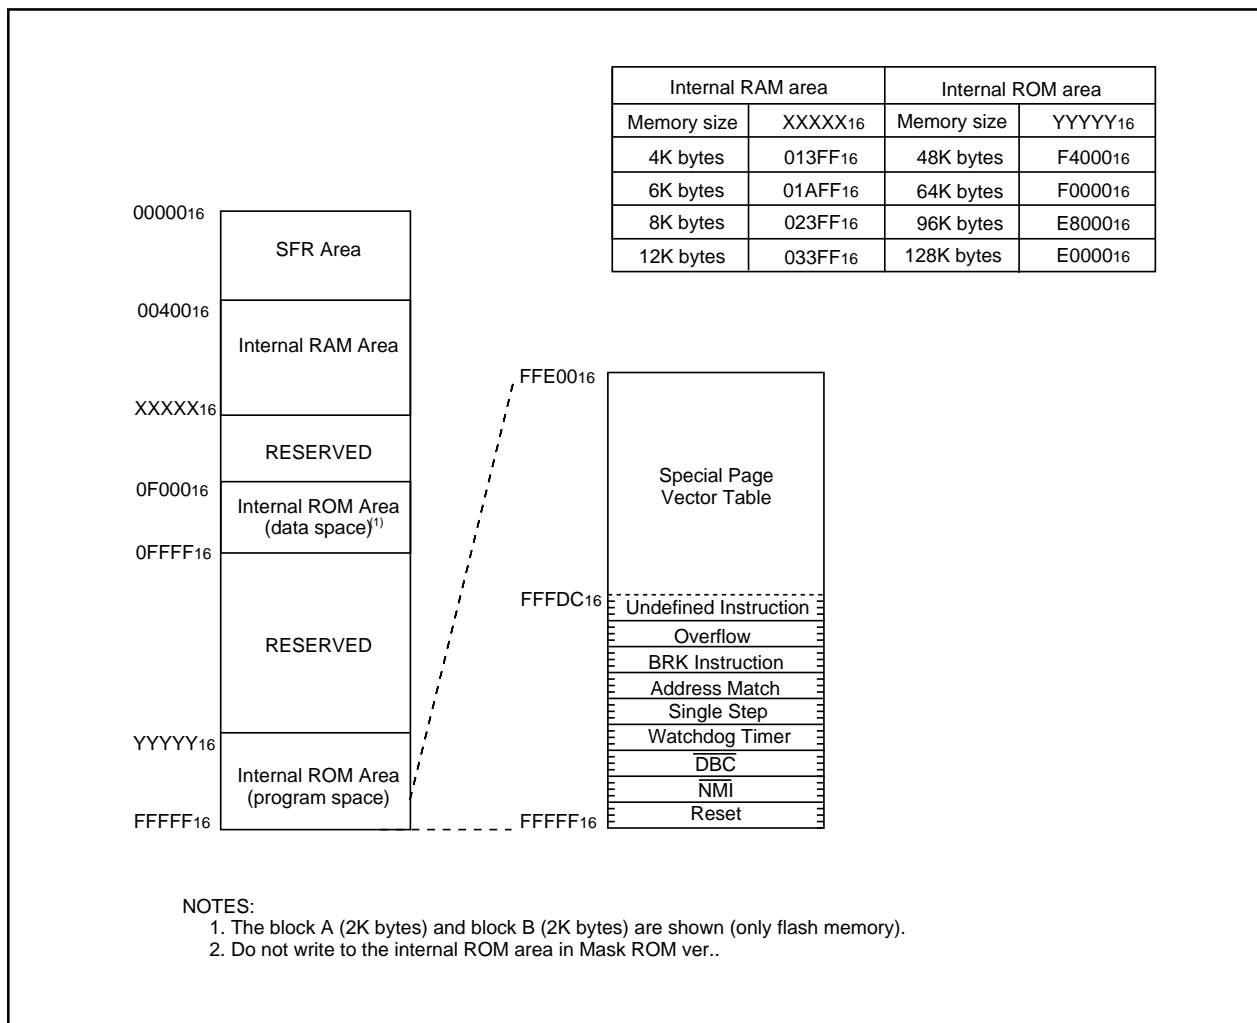 Internal RAM area Internal ROM area
Memory size XXXXX16 Memory size YYYYY16
4K bytes 013FF16 48K bytes F400016
6K bytes 01AFF16 64K bytes F000016
8K bytes 023FF16 96K bytes E800016
12K bytes 033FF16 128K bytes E000016
0000016
SFR Area
0040016
Internal RAM Area
XXXXX16
RESERVED
0F00016
Internal ROM Area
(data space)(1)
0FFFF16
RESERVED
YYYYY16
Internal ROM Area
(program space)
FFFFF16
FFE0016
Special Page
Vector Table
FFFDC16
Undefined Instruction
Overflow
BRK Instruction
Address Match
Single Step
Watchdog Timer
DBC
NMI
Reset
FFFFF16
NOTES:
1. The block A (2K bytes) and block B (2K bytes) are shown (only flash memory).
2. Do not write to the internal ROM area in Mask ROM ver..